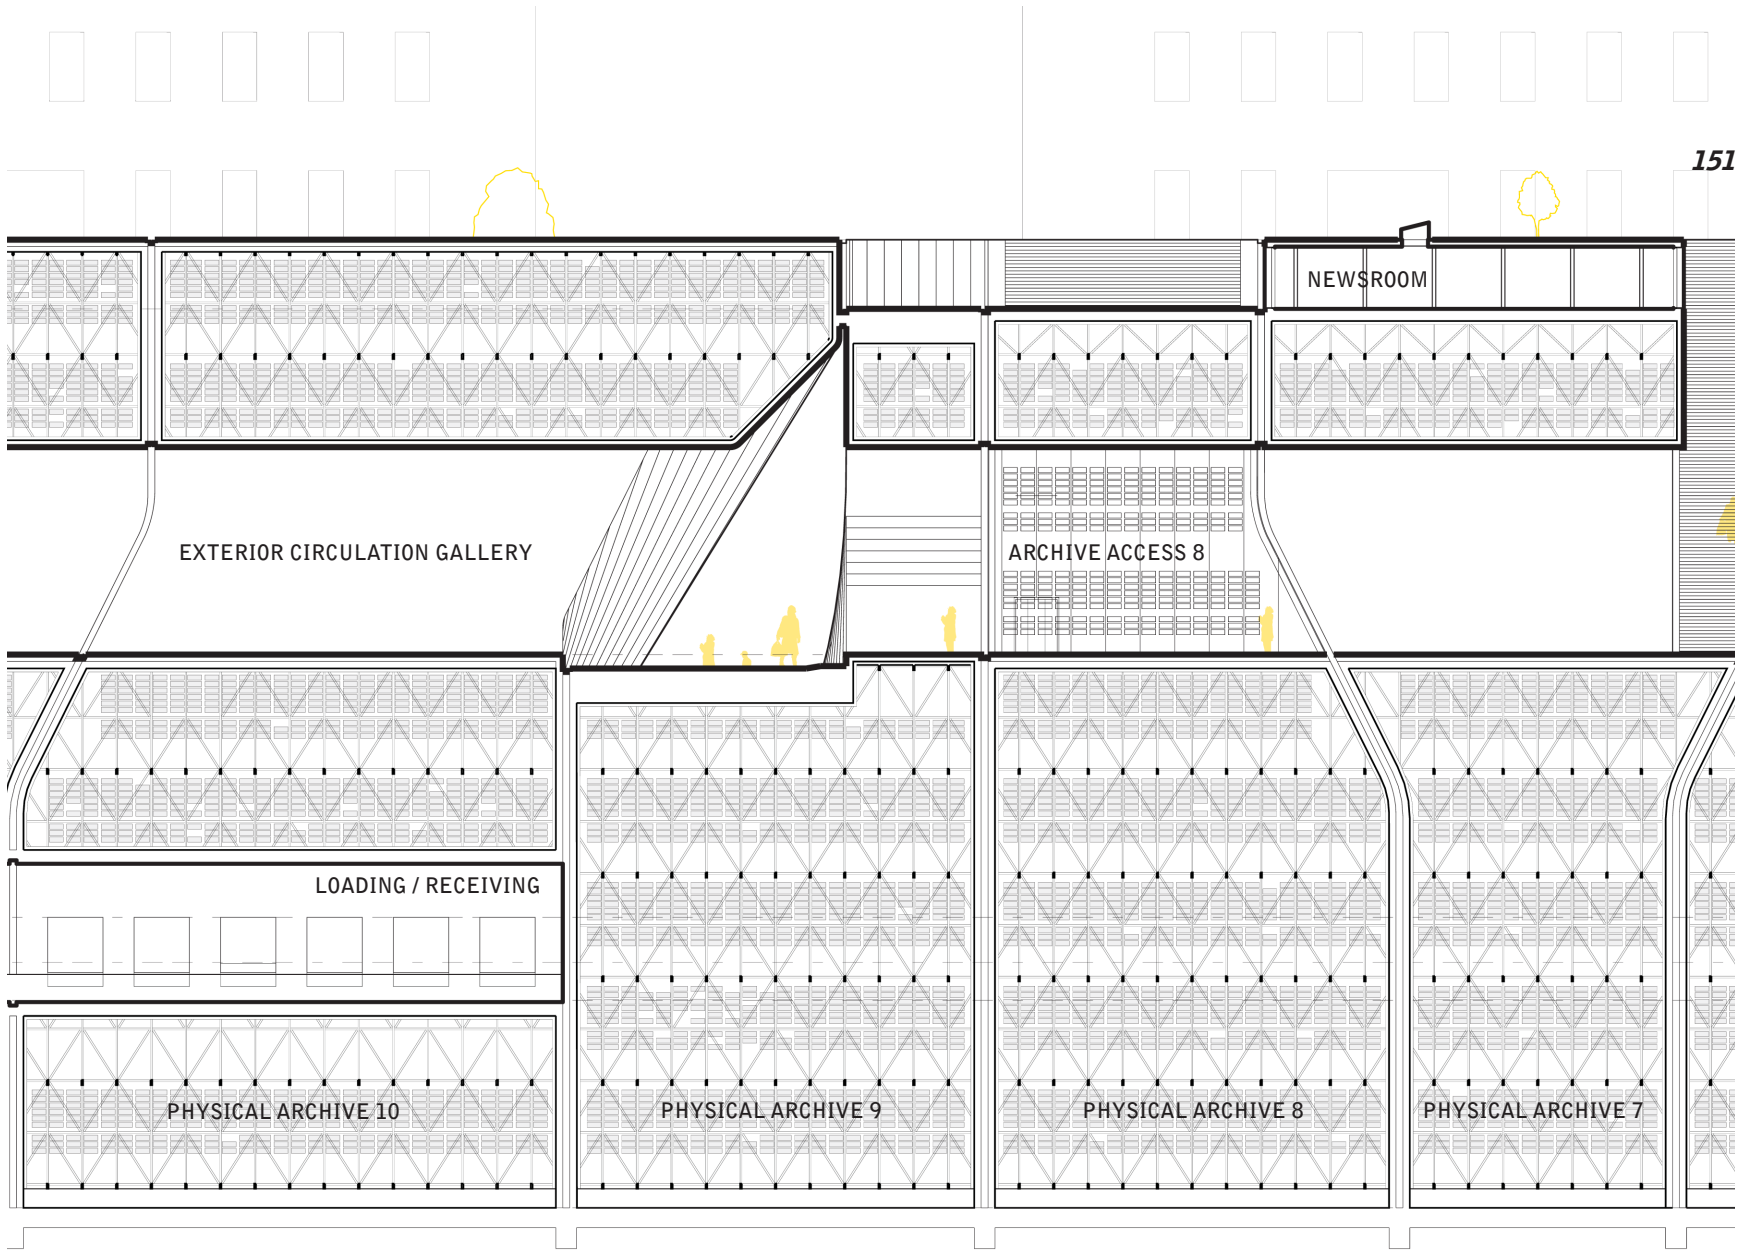 151
NEWSROOM
EXTERIOR CIRCULATION GALLERY
ARCHIVE ACCESS 8
LOADING / RECEIVING
PHYSICAL ARCHIVE 10
PHYSICAL ARCHIVE 9
PHYSICAL ARCHIVE 8
PHYSICAL ARCHIVE 7